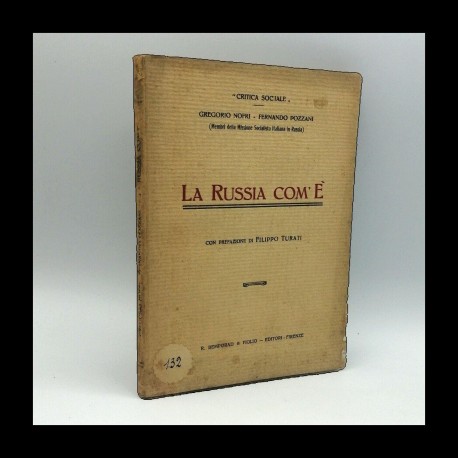 "CRITICA SOCIALE„
GREGORIO NOFRI - FERNANDO POZZANI
(Membri della Missione Socialista Italiana in Russia)
LA RUSSIA COM'È
CON PREFAZIONE DI FILIPPO TURATI
R. BEMPORAD & FIGLIO - EDITORI - FIRENZE
132